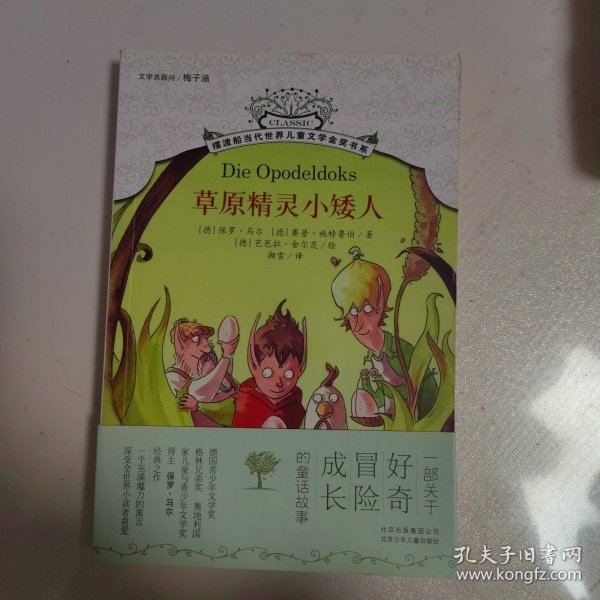 文学总顾问/梅子涵
CLASSIC
摆渡船当代世界儿童文学金奖书系
Die Opodeldoks
草原精灵小矮人
[德]保罗·马尔 [德]赛普·施特鲁伯/著
[德]芭芭拉·舍尔茨/绘
湘雪/译
一部关于
好奇
冒险
成长
的童话故事
德国青少年文学奖
格林兄弟奖 奥地利国
家儿童与青少年文学奖
得主 保罗·马尔
经典之作
一个充满魔力的寓言
深受全世界小读者喜爱
北京出版集团公司
北京少年儿童出版社
孔夫子旧书网
www.kongfz.com